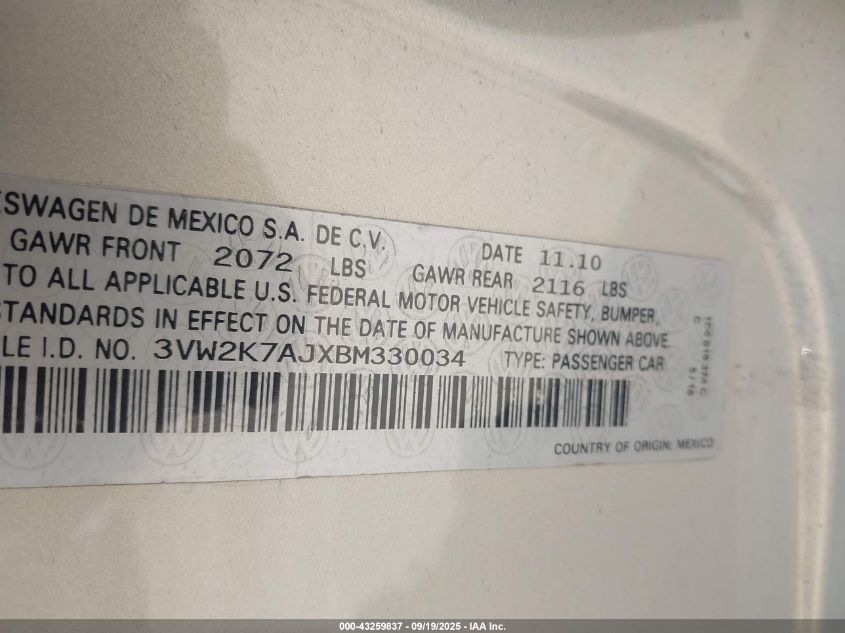 SWAGEN DE MEXICO S.A. DE C.V. DATE 11.10
GAWR FRONT 2072 LBS GAWR REAR 2116 LBS
TO ALL APPLICABLE U.S. FEDERAL MOTOR VEHICLE SAFETY, BUMPER,
STANDARDS IN EFFECT ON THE DATE OF MANUFACTURE SHOWN ABOVE.
LE I.D. NO. 3VW2K7AJXBM330034 TYPE: PASSENGER CAR
COUNTRY OF ORIGIN: MEXICO
000-43259837 - 09/19/2025 - IAA Inc.